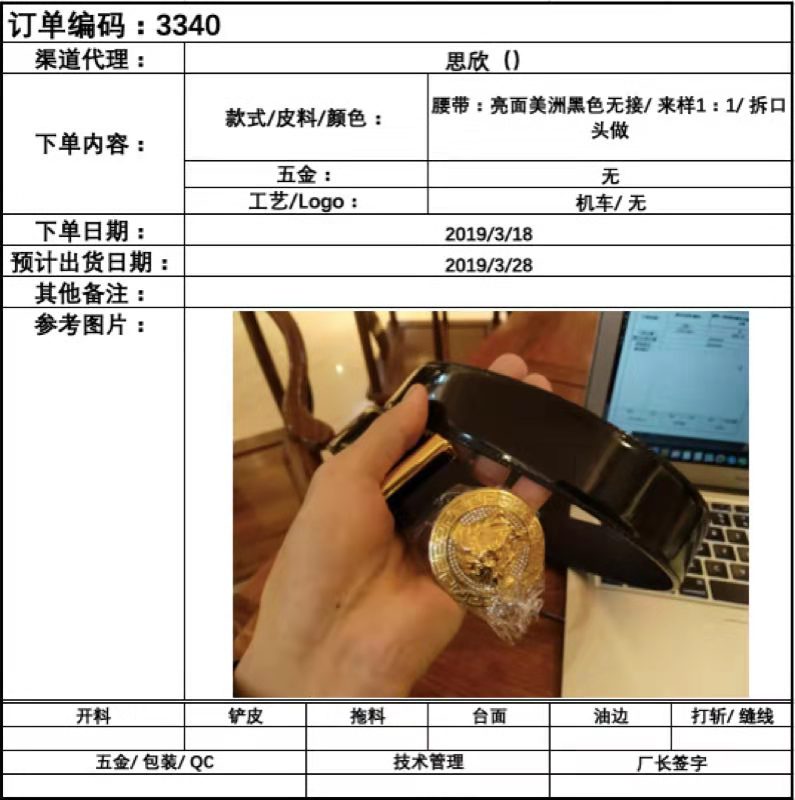 订单编码：3340
渠道代理： 思欣（）
下单内容：
款式/皮料/颜色： 腰带：亮面美洲黑色无接/ 来样1：1/ 拆口
头做
五金： 无
工艺/Logo： 机车/ 无
下单日期： 2019/3/18
预计出货日期： 2019/3/28
其他备注：
参考图片：
开料 铲皮 拖料 台面 油边 打斩/ 缝线
五金/ 包装/ QC 技术管理 厂长签字